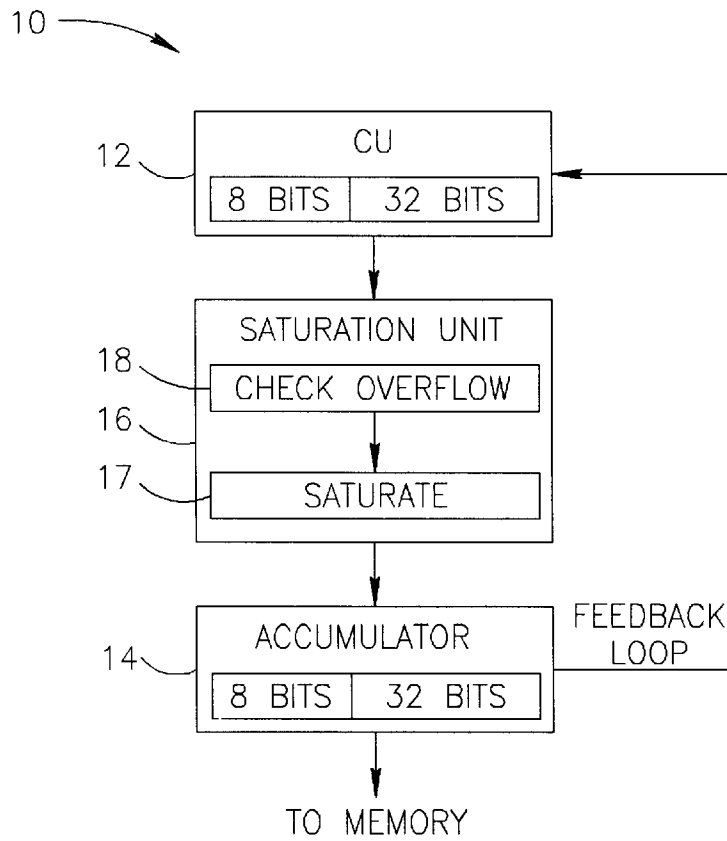 10
CU
12
8 BITS 32 BITS
SATURATION UNIT
18
CHECK OVERFLOW
16
17
SATURATE
ACCUMULATOR
FEEDBACK
LOOP
14
8 BITS 32 BITS
TO MEMORY